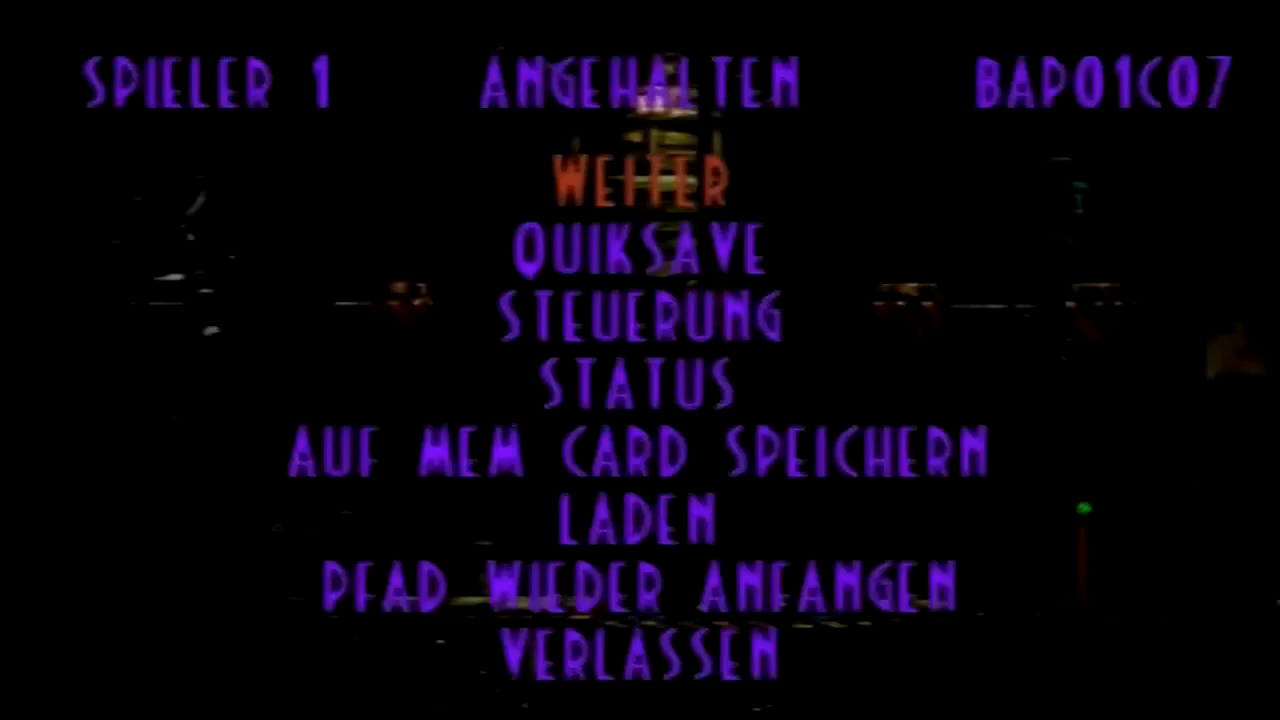 SPIELER 1 ANGEHALTEN BAP01C07
WEITER
QUIKSAVE
STEUERUNG
STATUS
AUF MEM CARD SPEICHERN
LADEN
PFAD WIEDER ANFANGEN
VERLASSEN